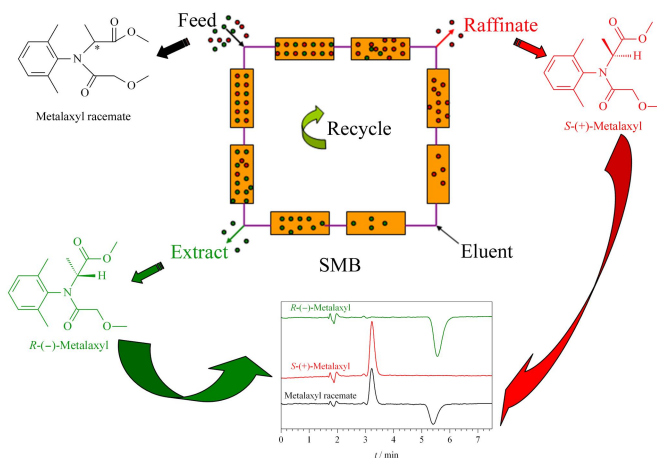 Feed
Raffinate
O
O
*
N
O
O
Metalaxyl racemate
Recycle
O
O
H
N
O
O
S-(+)-Metalaxyl
Extract
SMB
Eluent
O
O
H
N
O
O
R-(−)-Metalaxyl
R-(−)-Metalaxyl
S-(+)-Metalaxyl
Metalaxyl racemate
0 1 2 3 4 5 6 7
t / min